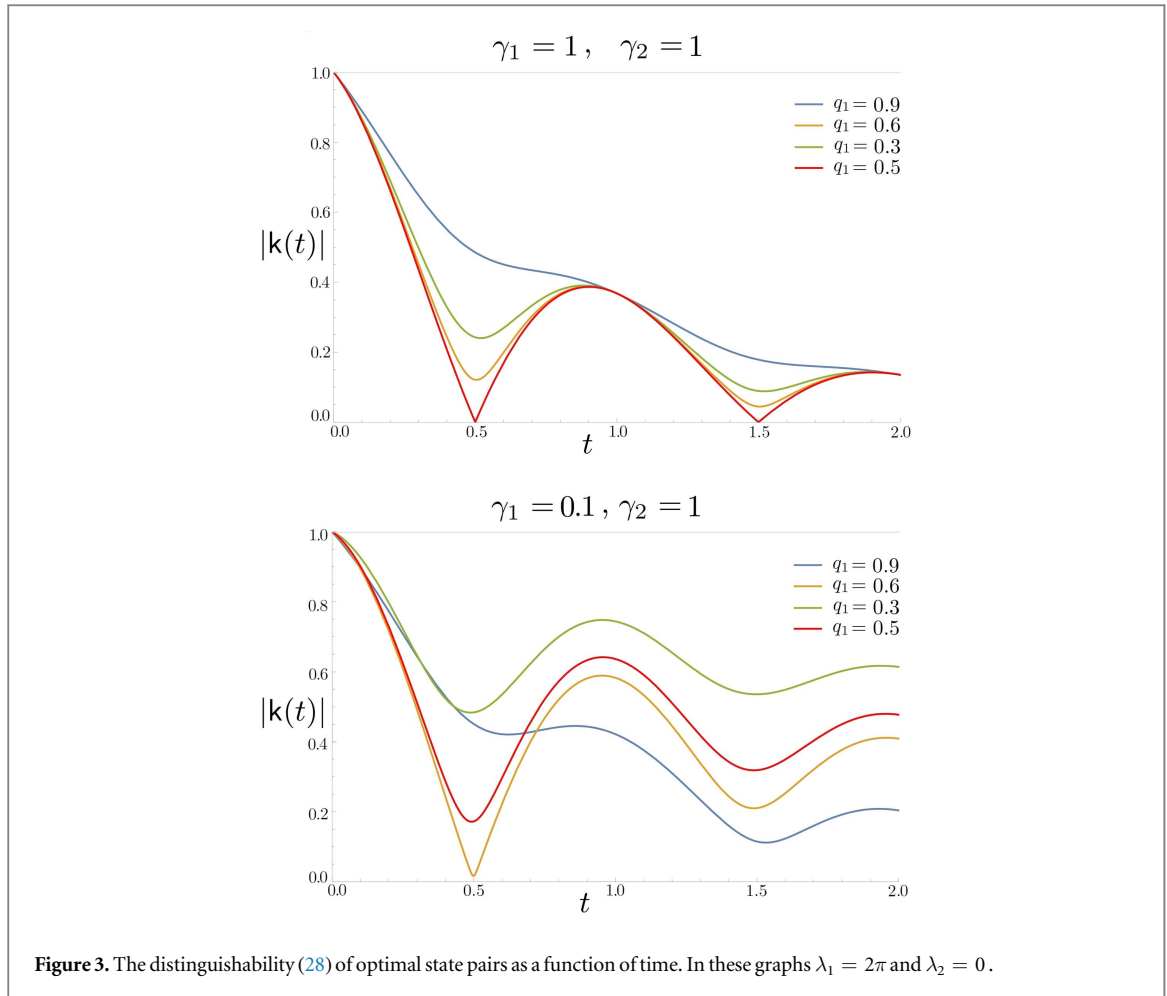 γ₁ = 1, γ₂ = 1
1.0
0.8
0.6
0.4
0.2
0.0
|k(t)|
q₁ = 0.9
q₁ = 0.6
q₁ = 0.3
q₁ = 0.5
0.0 0.5 1.0 1.5 2.0
t
γ₁ = 0.1, γ₂ = 1
1.0
0.8
0.6
0.4
0.2
0.0
|k(t)|
q₁ = 0.9
q₁ = 0.6
q₁ = 0.3
q₁ = 0.5
0.0 0.5 1.0 1.5 2.0
t
Figure 3. The distinguishability (28) of optimal state pairs as a function of time. In these graphs λ₁ = 2π and λ₂ = 0.